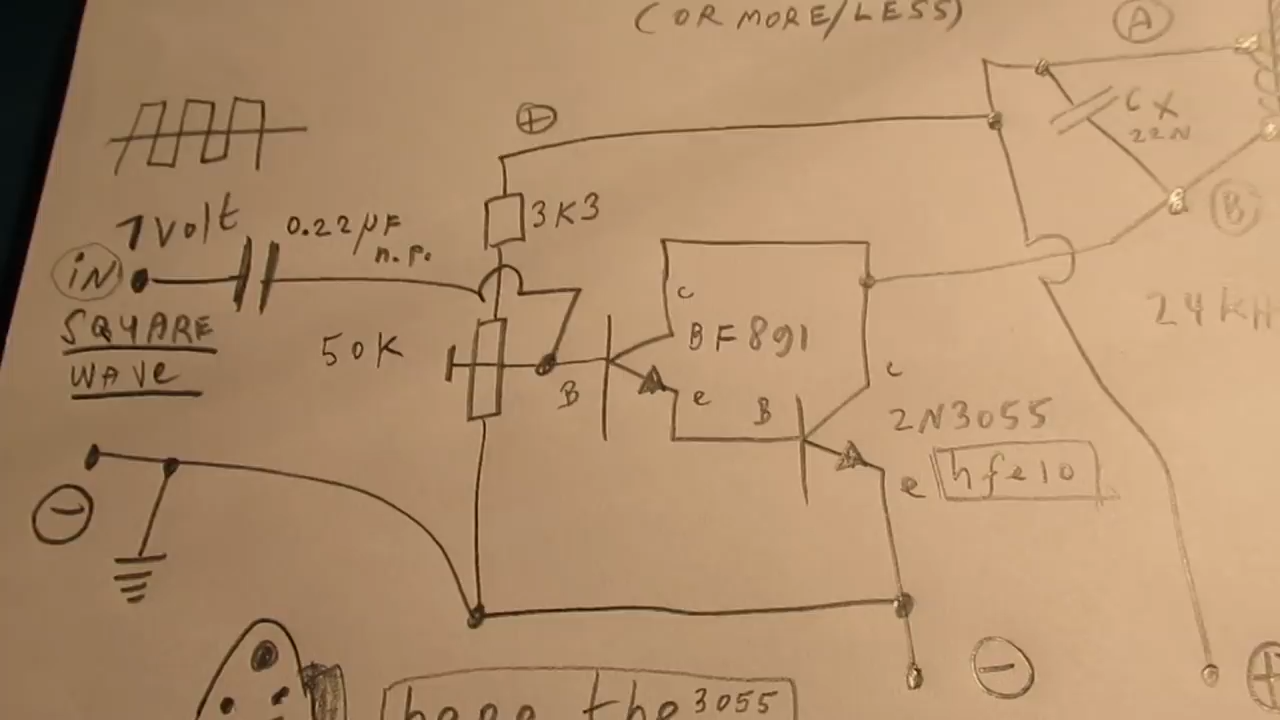 (OR MORE/LESS)
A
+
CX
22N
1 Volt
0.22µF
n.p.
3K3
B
iN
SQUARE
WAVE
50K
c
BF891
24kH
B
e
B
c
2N3055
e
hfe10
-
-
+
the 3055